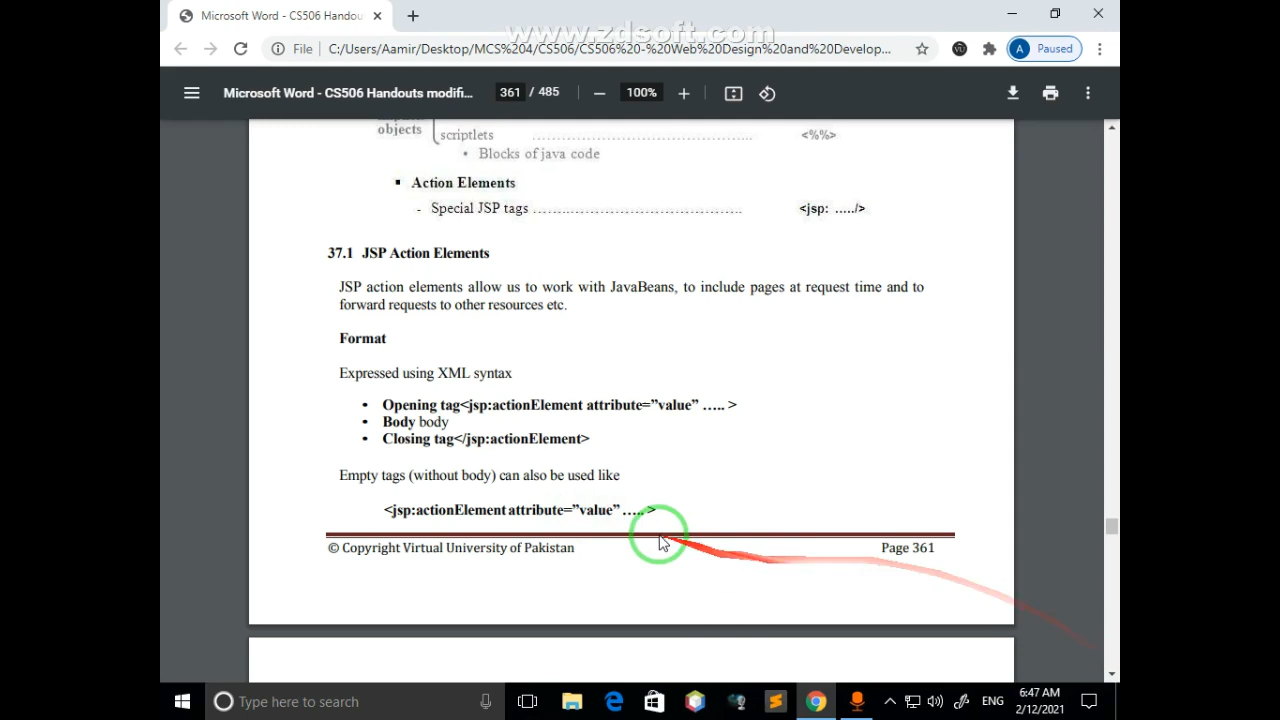 www.zdsoft.com
Microsoft Word - CS506 Handou
File
C:/Users/Aamir/Desktop/MCS%204/CS506/CS506%20-%20Web%20Design%20and%20Develop...
A Paused
Microsoft Word - CS506 Handouts modifi...
361 / 485
100%
objects
scriptlets ................................................ <%%>
• Blocks of java code
▪ Action Elements
- Special JSP tags ................................................ <jsp: ...../>
37.1 JSP Action Elements
JSP action elements allow us to work with JavaBeans, to include pages at request time and to
forward requests to other resources etc.
Format
Expressed using XML syntax
• Opening tag<jsp:actionElement attribute=”value” ….. >
• Body body
• Closing tag</jsp:actionElement>
Empty tags (without body) can also be used like
<jsp:actionElement attribute=”value” ….. >
© Copyright Virtual University of Pakistan
Page 361
Type here to search
ENG
6:47 AM
2/12/2021